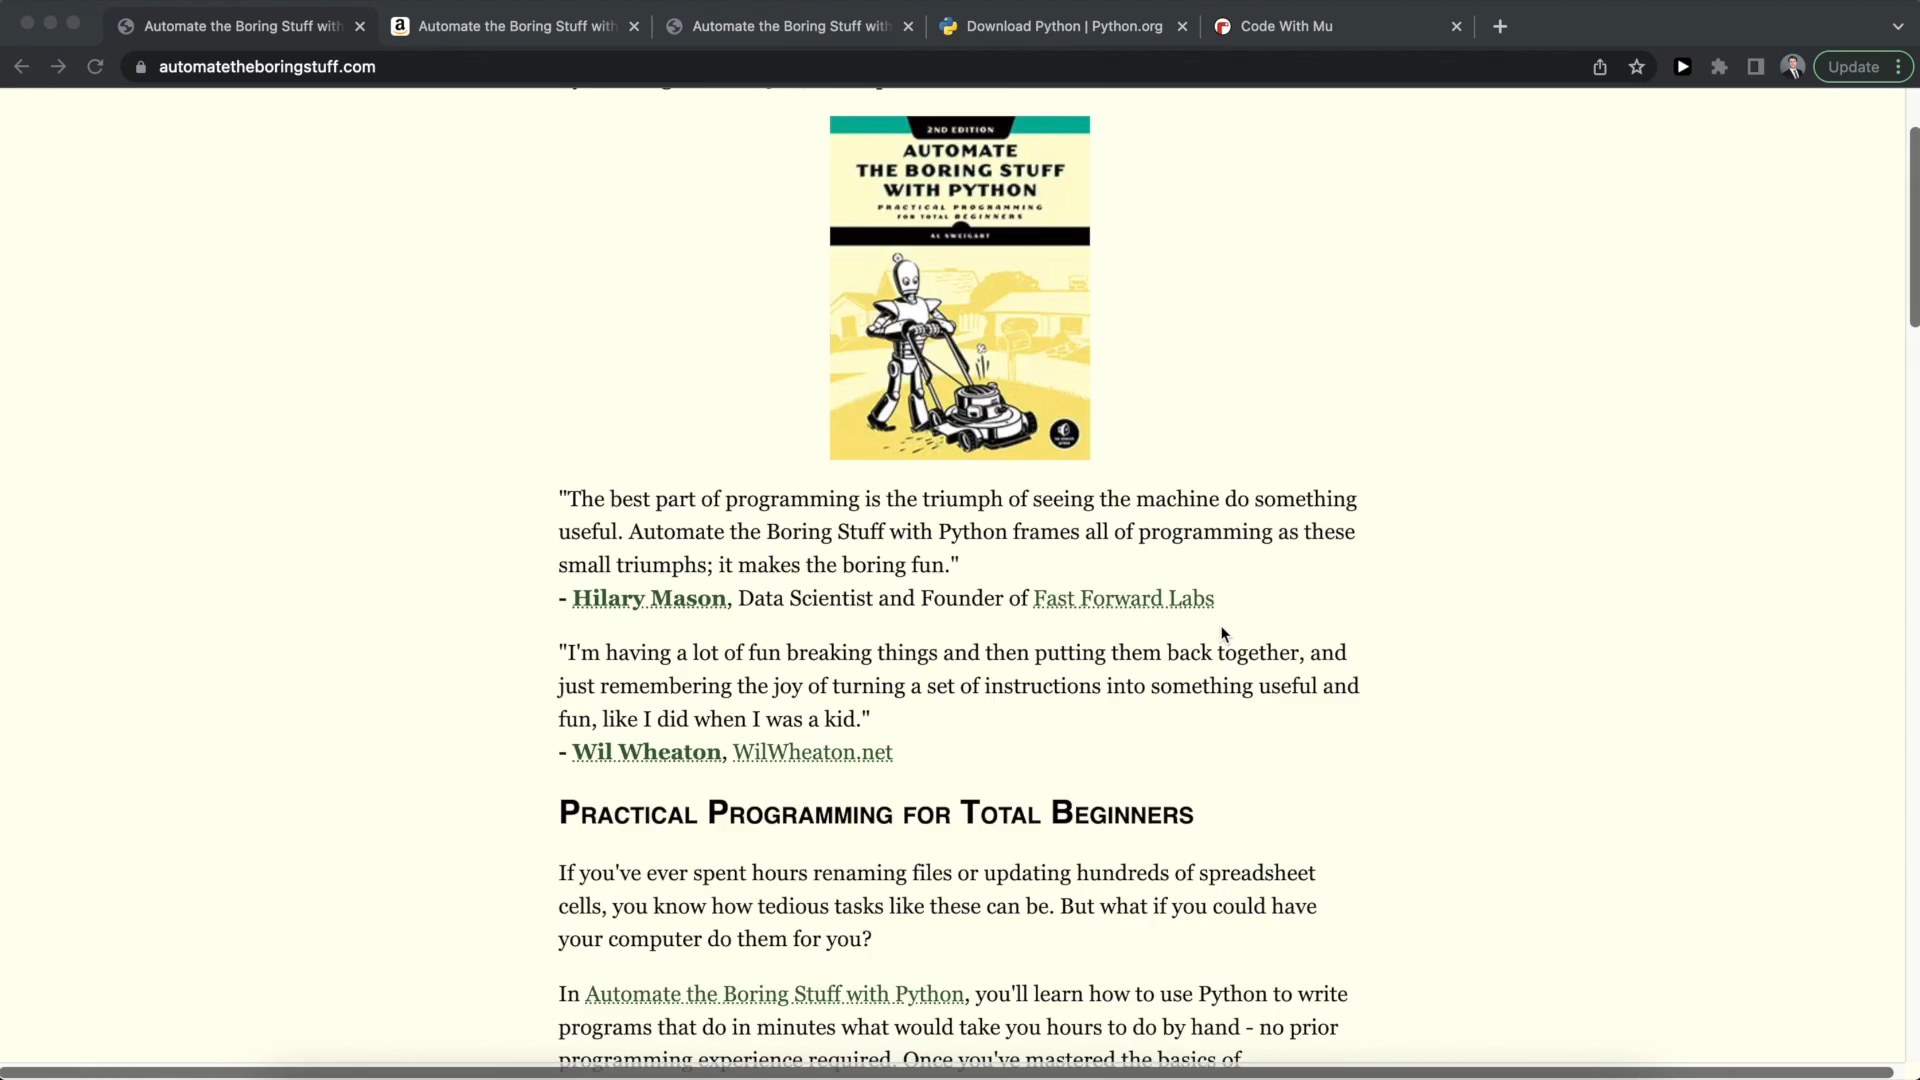 Automate the Boring Stuff with
Automate the Boring Stuff with
Automate the Boring Stuff with
Download Python | Python.org
Code With Mu
automatetheboringstuff.com
Update
2ND EDITION
AUTOMATE
THE BORING STUFF
WITH PYTHON
PRACTICAL PROGRAMMING
FOR TOTAL BEGINNERS
AL SWEIGART
"The best part of programming is the triumph of seeing the machine do something
useful. Automate the Boring Stuff with Python frames all of programming as these
small triumphs; it makes the boring fun."
- Hilary Mason, Data Scientist and Founder of Fast Forward Labs
"I'm having a lot of fun breaking things and then putting them back together, and
just remembering the joy of turning a set of instructions into something useful and
fun, like I did when I was a kid."
- Wil Wheaton, WilWheaton.net
PRACTICAL PROGRAMMING FOR TOTAL BEGINNERS
If you've ever spent hours renaming files or updating hundreds of spreadsheet
cells, you know how tedious tasks like these can be. But what if you could have
your computer do them for you?
In Automate the Boring Stuff with Python, you'll learn how to use Python to write
programs that do in minutes what would take you hours to do by hand - no prior
programming experience required. Once you've mastered the basics of